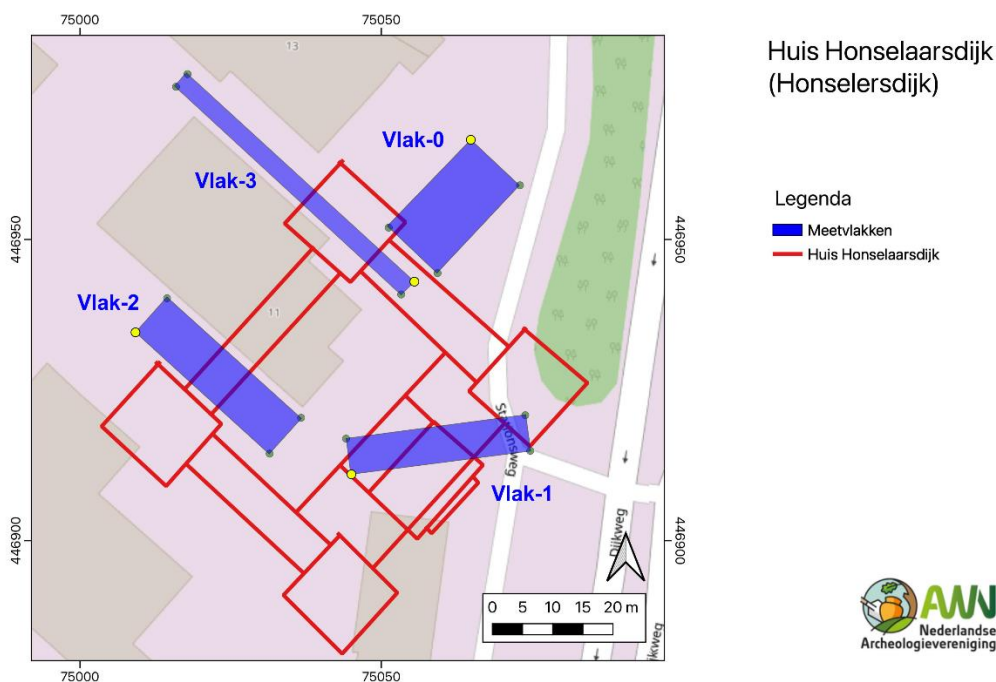 75000
75050
Huis Honselaarsdijk
(Honselersdijk)
13
Vlak-0
Vlak-3
Legenda
Meetvlakken
Huis Honselaarsdijk
446950
446950
Vlak-2
11
Stationsweg
Vlak-1
446900
446900
Dijkweg
0 5 10 15 20 m
jkweg
AWN
Nederlandse
Archeologievereniging
75000
75050